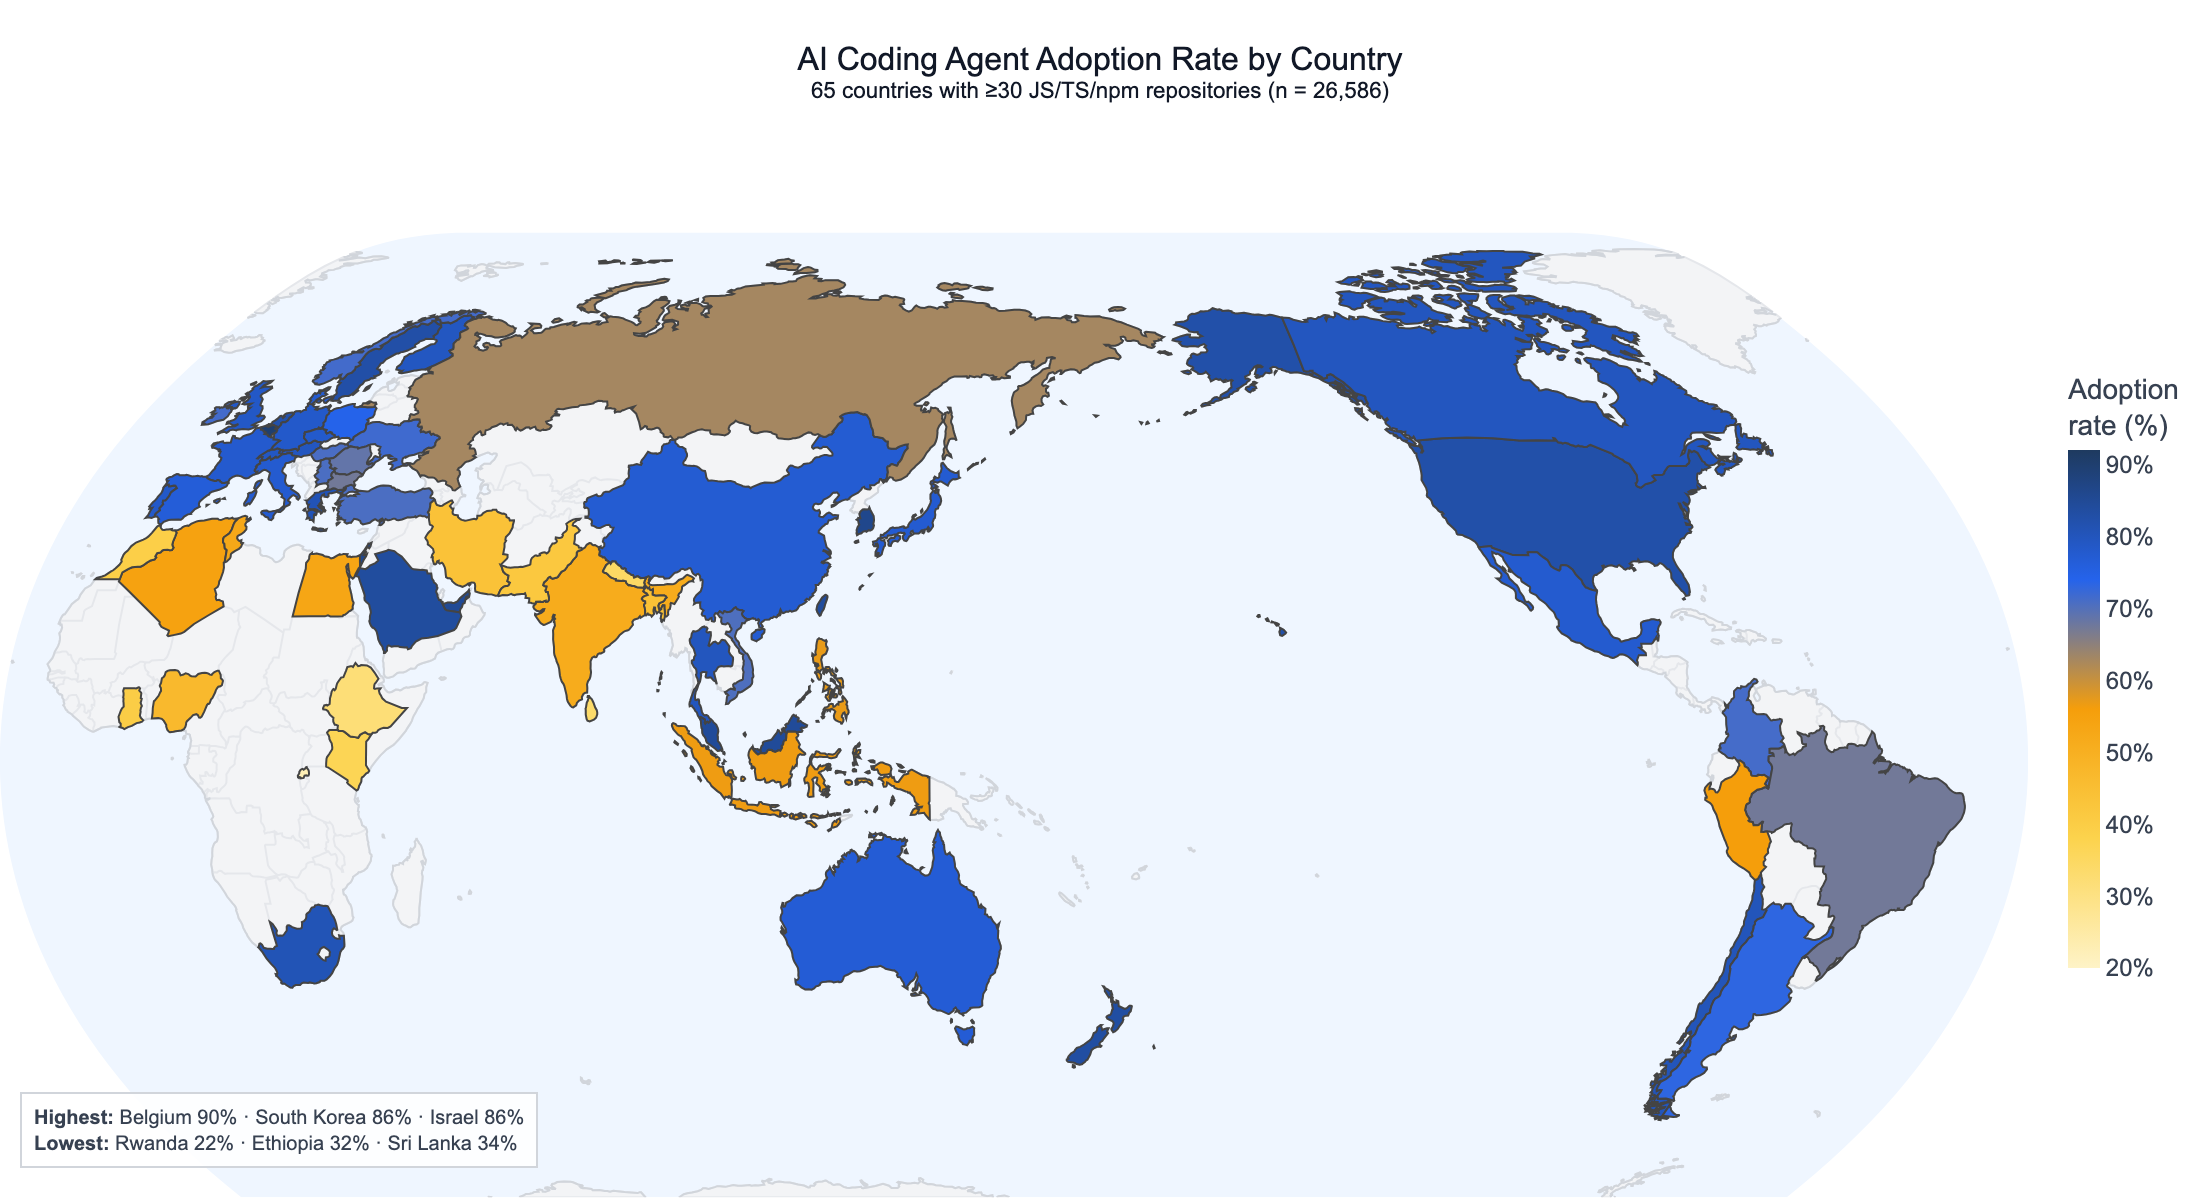 AI Coding Agent Adoption Rate by Country
65 countries with ≥30 JS/TS/npm repositories (n = 26,586)
Adoption
rate (%)
90%
80%
70%
60%
50%
40%
30%
20%
Highest: Belgium 90% · South Korea 86% · Israel 86%
Lowest: Rwanda 22% · Ethiopia 32% · Sri Lanka 34%